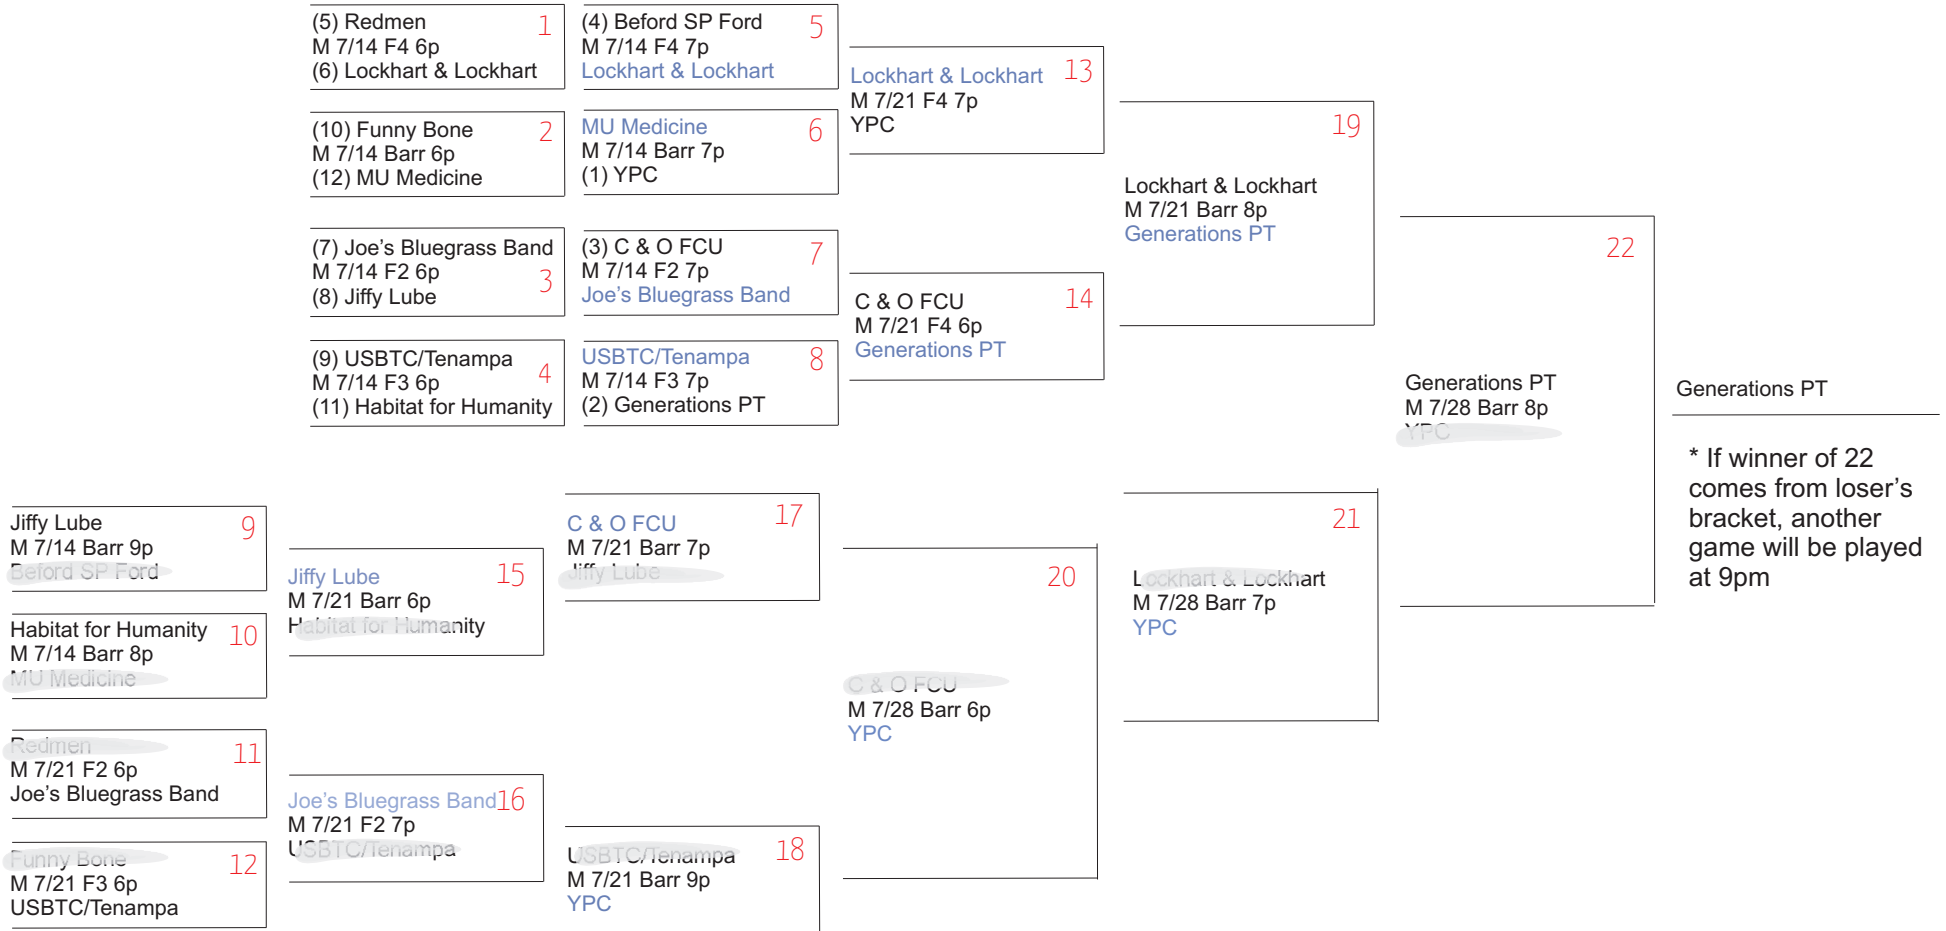 (5) Redmen
M 7/14 F4 6p
(6) Lockhart & Lockhart
1
(10) Funny Bone
M 7/14 Barr 6p
(12) MU Medicine
2
(7) Joe's Bluegrass Band
M 7/14 F2 6p
(8) Jiffy Lube
3
(9) USBTC/Tenampa
M 7/14 F3 6p
(11) Habitat for Humanity
4
(4) Beford SP Ford
M 7/14 F4 7p
Lockhart & Lockhart
5
MU Medicine
M 7/14 Barr 7p
(1) YPC
6
(3) C & O FCU
M 7/14 F2 7p
Joe's Bluegrass Band
7
USBTC/Tenampa
M 7/14 F3 7p
(2) Generations PT
8
Lockhart & Lockhart
M 7/21 F4 7p
YPC
13
C & O FCU
M 7/21 F4 6p
Generations PT
14
Lockhart & Lockhart
M 7/21 Barr 8p
Generations PT
19
Generations PT
M 7/28 Barr 8p
YPC
22
Generations PT
* If winner of 22
comes from loser's
bracket, another
game will be played
at 9pm
Jiffy Lube
M 7/14 Barr 9p
Beford SP Ford
9
Habitat for Humanity
M 7/14 Barr 8p
MU Medicine
10
Redmen
M 7/21 F2 6p
Joe's Bluegrass Band
11
Funny Bone
M 7/21 F3 6p
USBTC/Tenampa
12
Jiffy Lube
M 7/21 Barr 6p
Habitat for Humanity
15
Joe's Bluegrass Band
M 7/21 F2 7p
USBTC/Tenampa
16
C & O FCU
M 7/21 Barr 7p
Jiffy Lube
17
USBTC/Tenampa
M 7/21 Barr 9p
YPC
18
C & O FCU
M 7/28 Barr 6p
YPC
20
Lockhart & Lockhart
M 7/28 Barr 7p
YPC
21